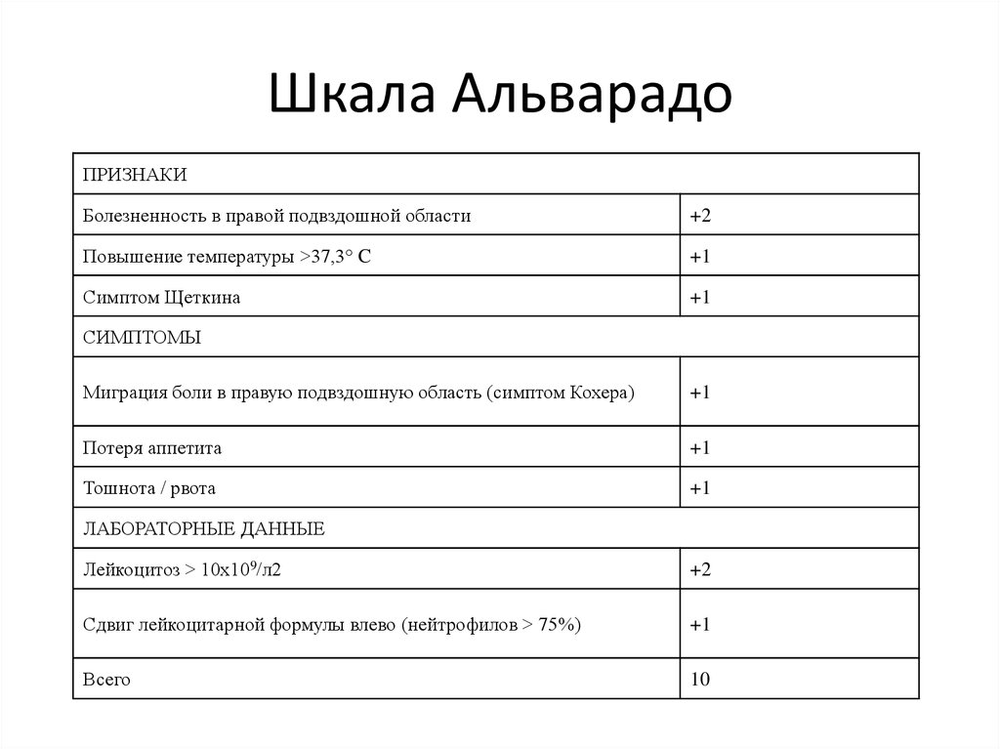 Шкала Альварадо
ПРИЗНАКИ
Болезненность в правой подвздошной области +2
Повышение температуры >37,3° С +1
Симптом Щеткина +1
СИМПТОМЫ
Миграция боли в правую подвздошную область (симптом Кохера) +1
Потеря аппетита +1
Тошнота / рвота +1
ЛАБОРАТОРНЫЕ ДАННЫЕ
Лейкоцитоз > 10х10⁹/л2 +2
Сдвиг лейкоцитарной формулы влево (нейтрофилов > 75%) +1
Всего 10